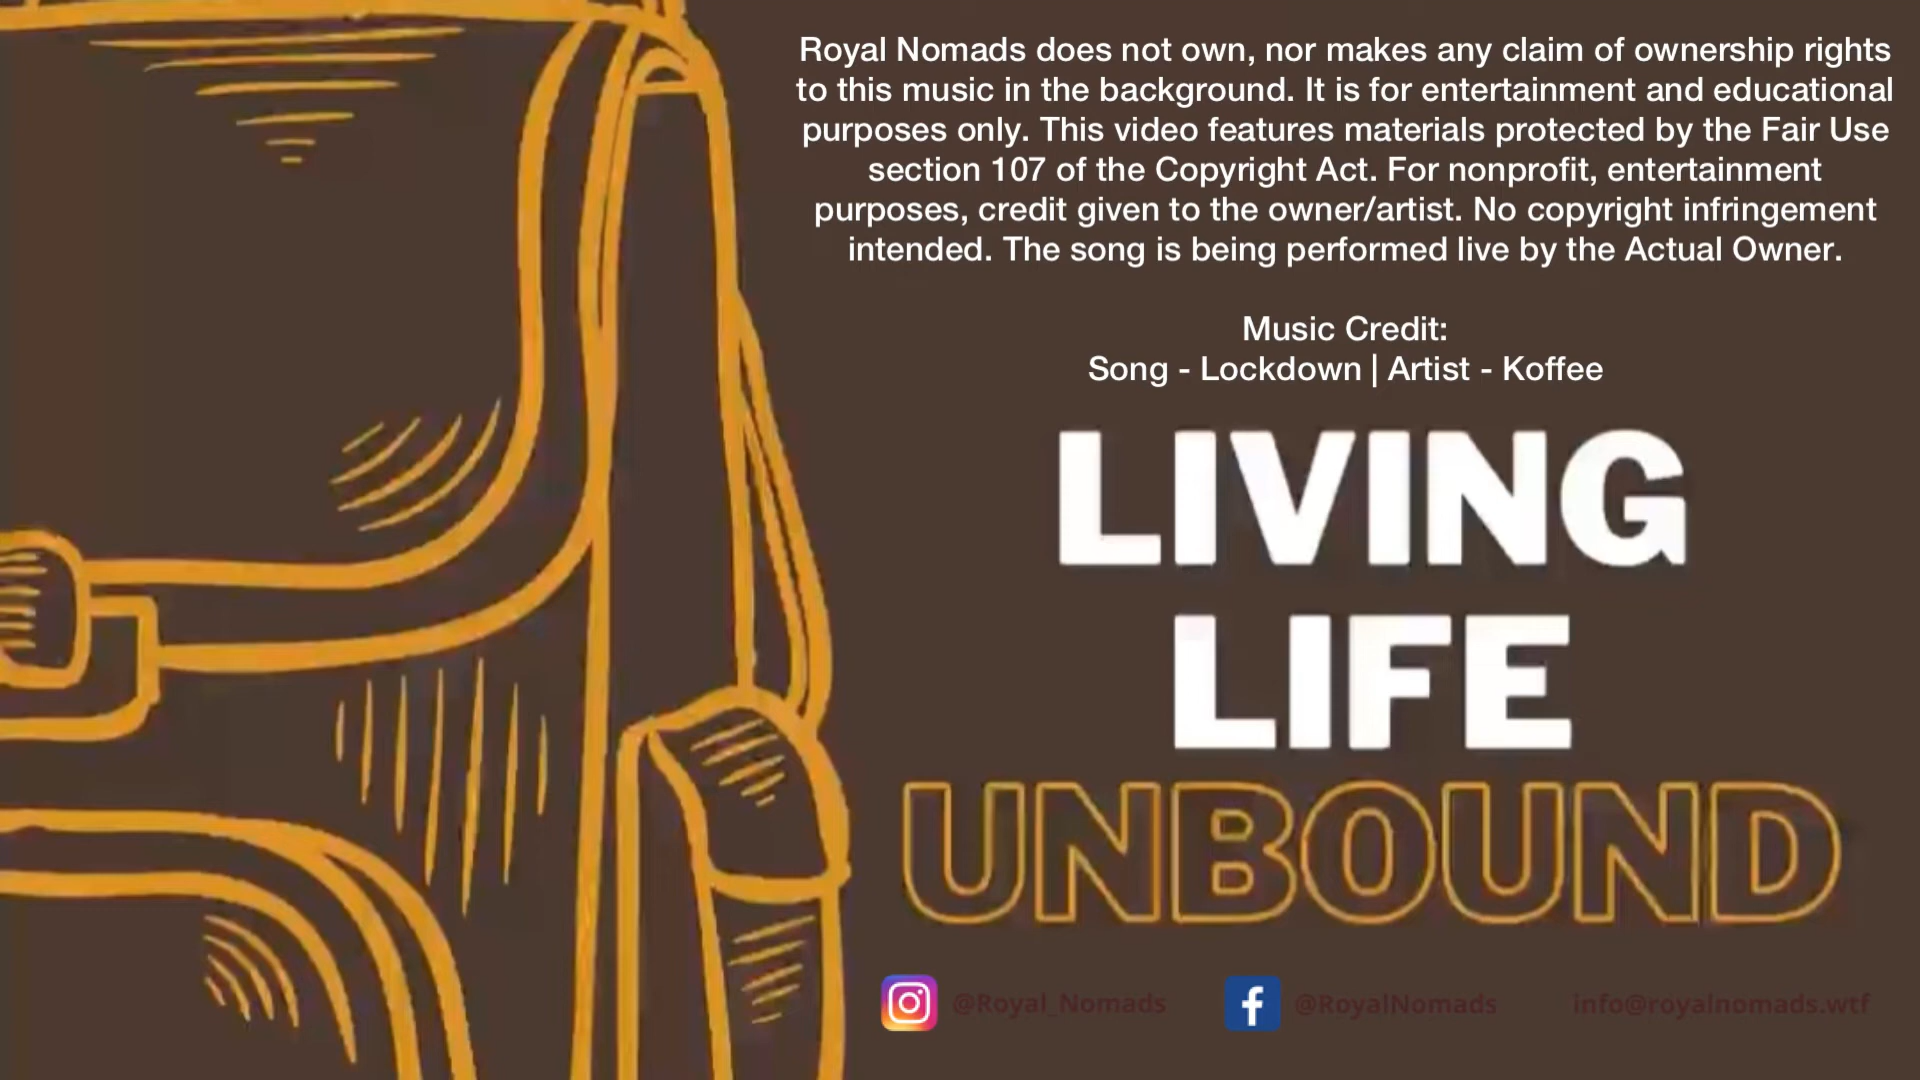 Royal Nomads does not own, nor makes any claim of ownership rights
to this music in the background. It is for entertainment and educational
purposes only. This video features materials protected by the Fair Use
section 107 of the Copyright Act. For nonprofit, entertainment
purposes, credit given to the owner/artist. No copyright infringement
intended. The song is being performed live by the Actual Owner.
Music Credit:
Song - Lockdown | Artist - Koffee
LIVING
LIFE
UNBOUND
@Royal_Nomads @RoyalNomads info@royalnomads.wtf